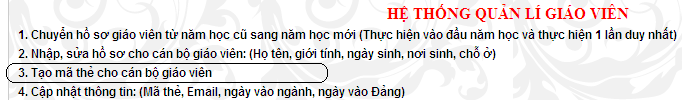 HỆ THỐNG QUẢN LÍ GIÁO VIÊN
1. Chuyển hồ sơ giáo viên từ năm học cũ sang năm học mới (Thực hiện vào đầu năm học và thực hiện 1 lần duy nhất)
2. Nhập, sửa hồ sơ cho cán bộ giáo viên: (Họ tên, giới tính, ngày sinh, nơi sinh, chỗ ở)
3. Tạo mã thẻ cho cán bộ giáo viên
4. Cập nhật thông tin: (Mã thẻ, Email, ngày vào ngành, ngày vào Đảng)